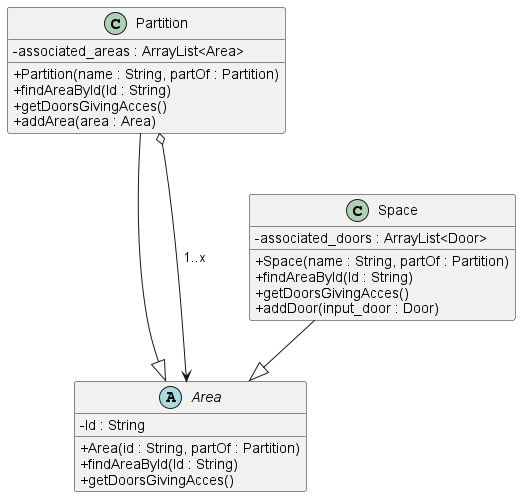 C Partition
-associated_areas : ArrayList<Area>
+Partition(name : String, partOf : Partition)
+findAreaById(Id : String)
+getDoorsGivingAcces()
+addArea(area : Area)
1..x
C Space
-associated_doors : ArrayList<Door>
+Space(name : String, partOf : Partition)
+findAreaById(Id : String)
+getDoorsGivingAcces()
+addDoor(input_door : Door)
A Area
-Id : String
+Area(id : String, partOf : Partition)
+findAreaById(Id : String)
+getDoorsGivingAcces()